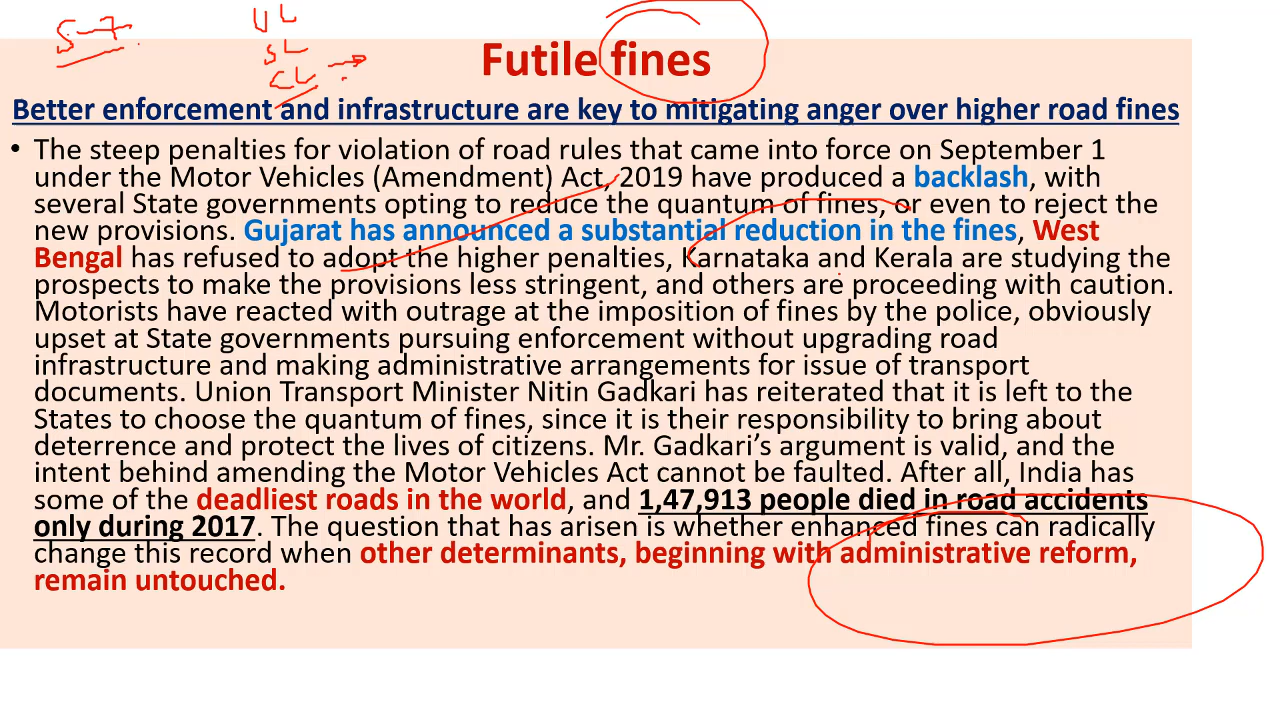 S-7
UL
SL
CL
Futile fines
Better enforcement and infrastructure are key to mitigating anger over higher road fines
• The steep penalties for violation of road rules that came into force on September 1
under the Motor Vehicles (Amendment) Act, 2019 have produced a backlash, with
several State governments opting to reduce the quantum of fines, or even to reject the
new provisions. Gujarat has announced a substantial reduction in the fines, West
Bengal has refused to adopt the higher penalties, Karnataka and Kerala are studying the
prospects to make the provisions less stringent, and others are proceeding with caution.
Motorists have reacted with outrage at the imposition of fines by the police, obviously
upset at State governments pursuing enforcement without upgrading road
infrastructure and making administrative arrangements for issue of transport
documents. Union Transport Minister Nitin Gadkari has reiterated that it is left to the
States to choose the quantum of fines, since it is their responsibility to bring about
deterrence and protect the lives of citizens. Mr. Gadkari’s argument is valid, and the
intent behind amending the Motor Vehicles Act cannot be faulted. After all, India has
some of the deadliest roads in the world, and 1,47,913 people died in road accidents
only during 2017. The question that has arisen is whether enhanced fines can radically
change this record when other determinants, beginning with administrative reform,
remain untouched.